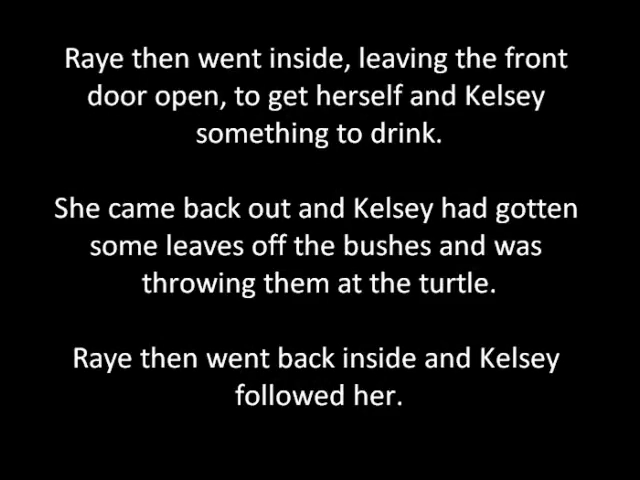 Raye then went inside, leaving the front
door open, to get herself and Kelsey
something to drink.
She came back out and Kelsey had gotten
some leaves off the bushes and was
throwing them at the turtle.
Raye then went back inside and Kelsey
followed her.